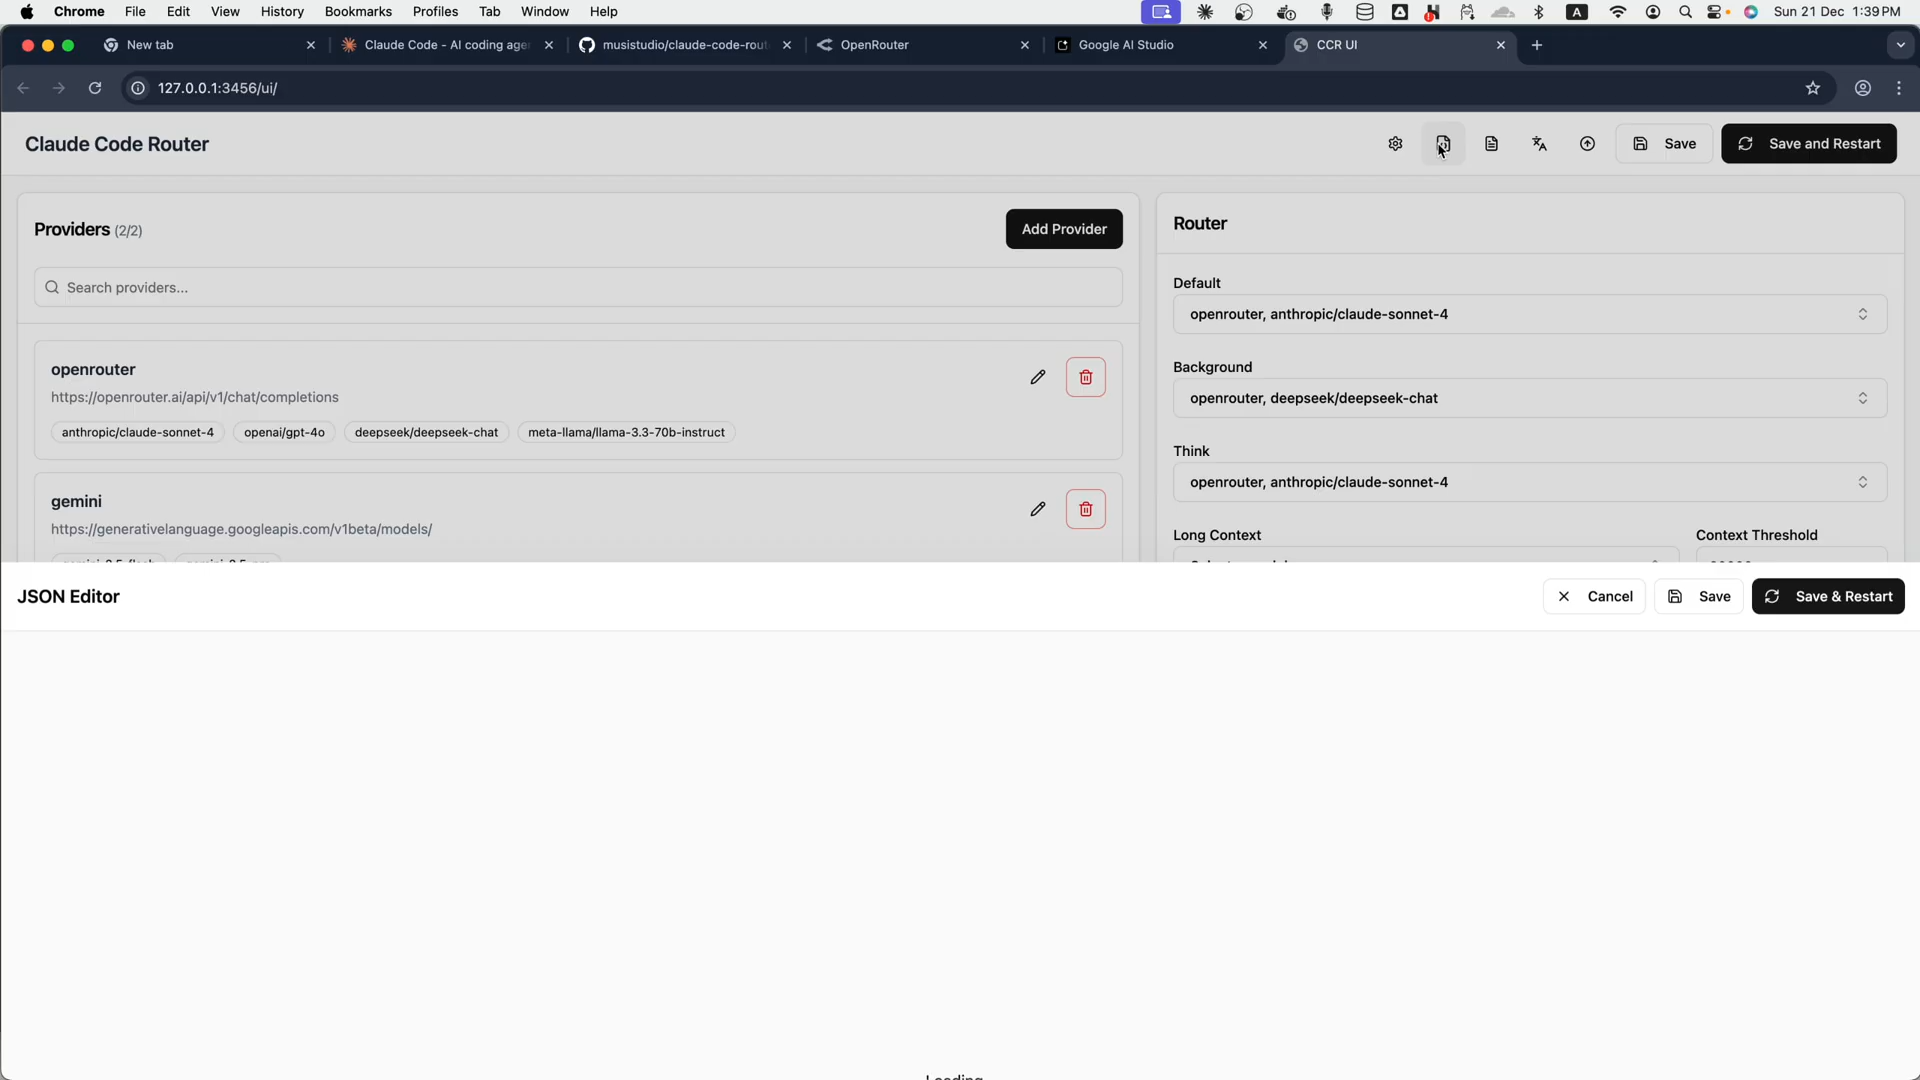 Chrome File Edit View History Bookmarks Profiles Tab Window Help A Sun 21 Dec 1:39 PM
New tab Claude Code - AI coding age musistudio/claude-code-rout OpenRouter Google AI Studio CCR UI
127.0.0.1:3456/ui/
Claude Code Router Save Save and Restart
Providers (2/2) Add Provider
Search providers...
openrouter
https://openrouter.ai/api/v1/chat/completions
anthropic/claude-sonnet-4 openai/gpt-4o deepseek/deepseek-chat meta-llama/llama-3.3-70b-instruct
gemini
https://generativelanguage.googleapis.com/v1beta/models/
Router
Default
openrouter, anthropic/claude-sonnet-4
Background
openrouter, deepseek/deepseek-chat
Think
openrouter, anthropic/claude-sonnet-4
Long Context Context Threshold
JSON Editor Cancel Save Save & Restart
Loading